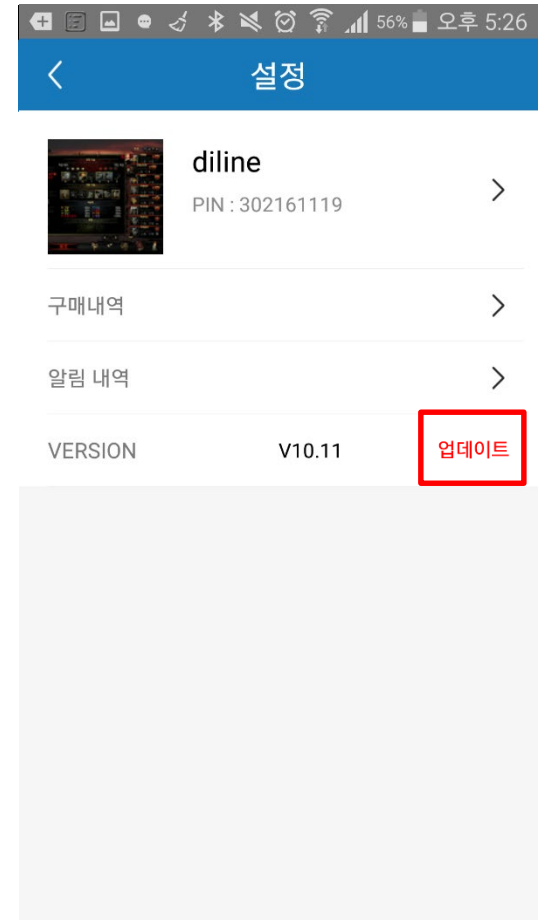 56% 오후 5:26
설정
diline
PIN : 302161119
구매내역
알림 내역
VERSION V10.11 업데이트